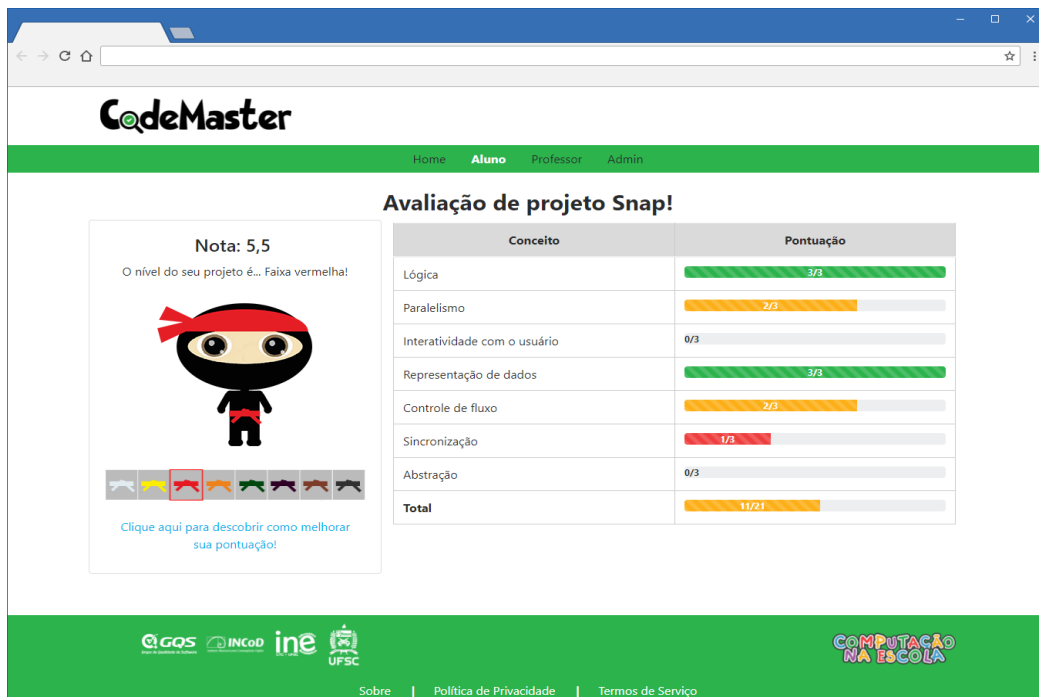 CodeMaster
Home Aluno Professor Admin
Avaliação de projeto Snap!
Nota: 5,5
O nível do seu projeto é... Faixa vermelha!
Clique aqui para descobrir como melhorar
sua pontuação!
Conceito Pontuação
Lógica 3/3
Paralelismo 2/3
Interatividade com o usuário 0/3
Representação de dados 3/3
Controle de fluxo 2/3
Sincronização 1/3
Abstração 0/3
Total 11/21
GQS INCoD ine UFSC
COMPUTAÇÃO
NA ESCOLA
Sobre | Política de Privacidade | Termos de Serviço